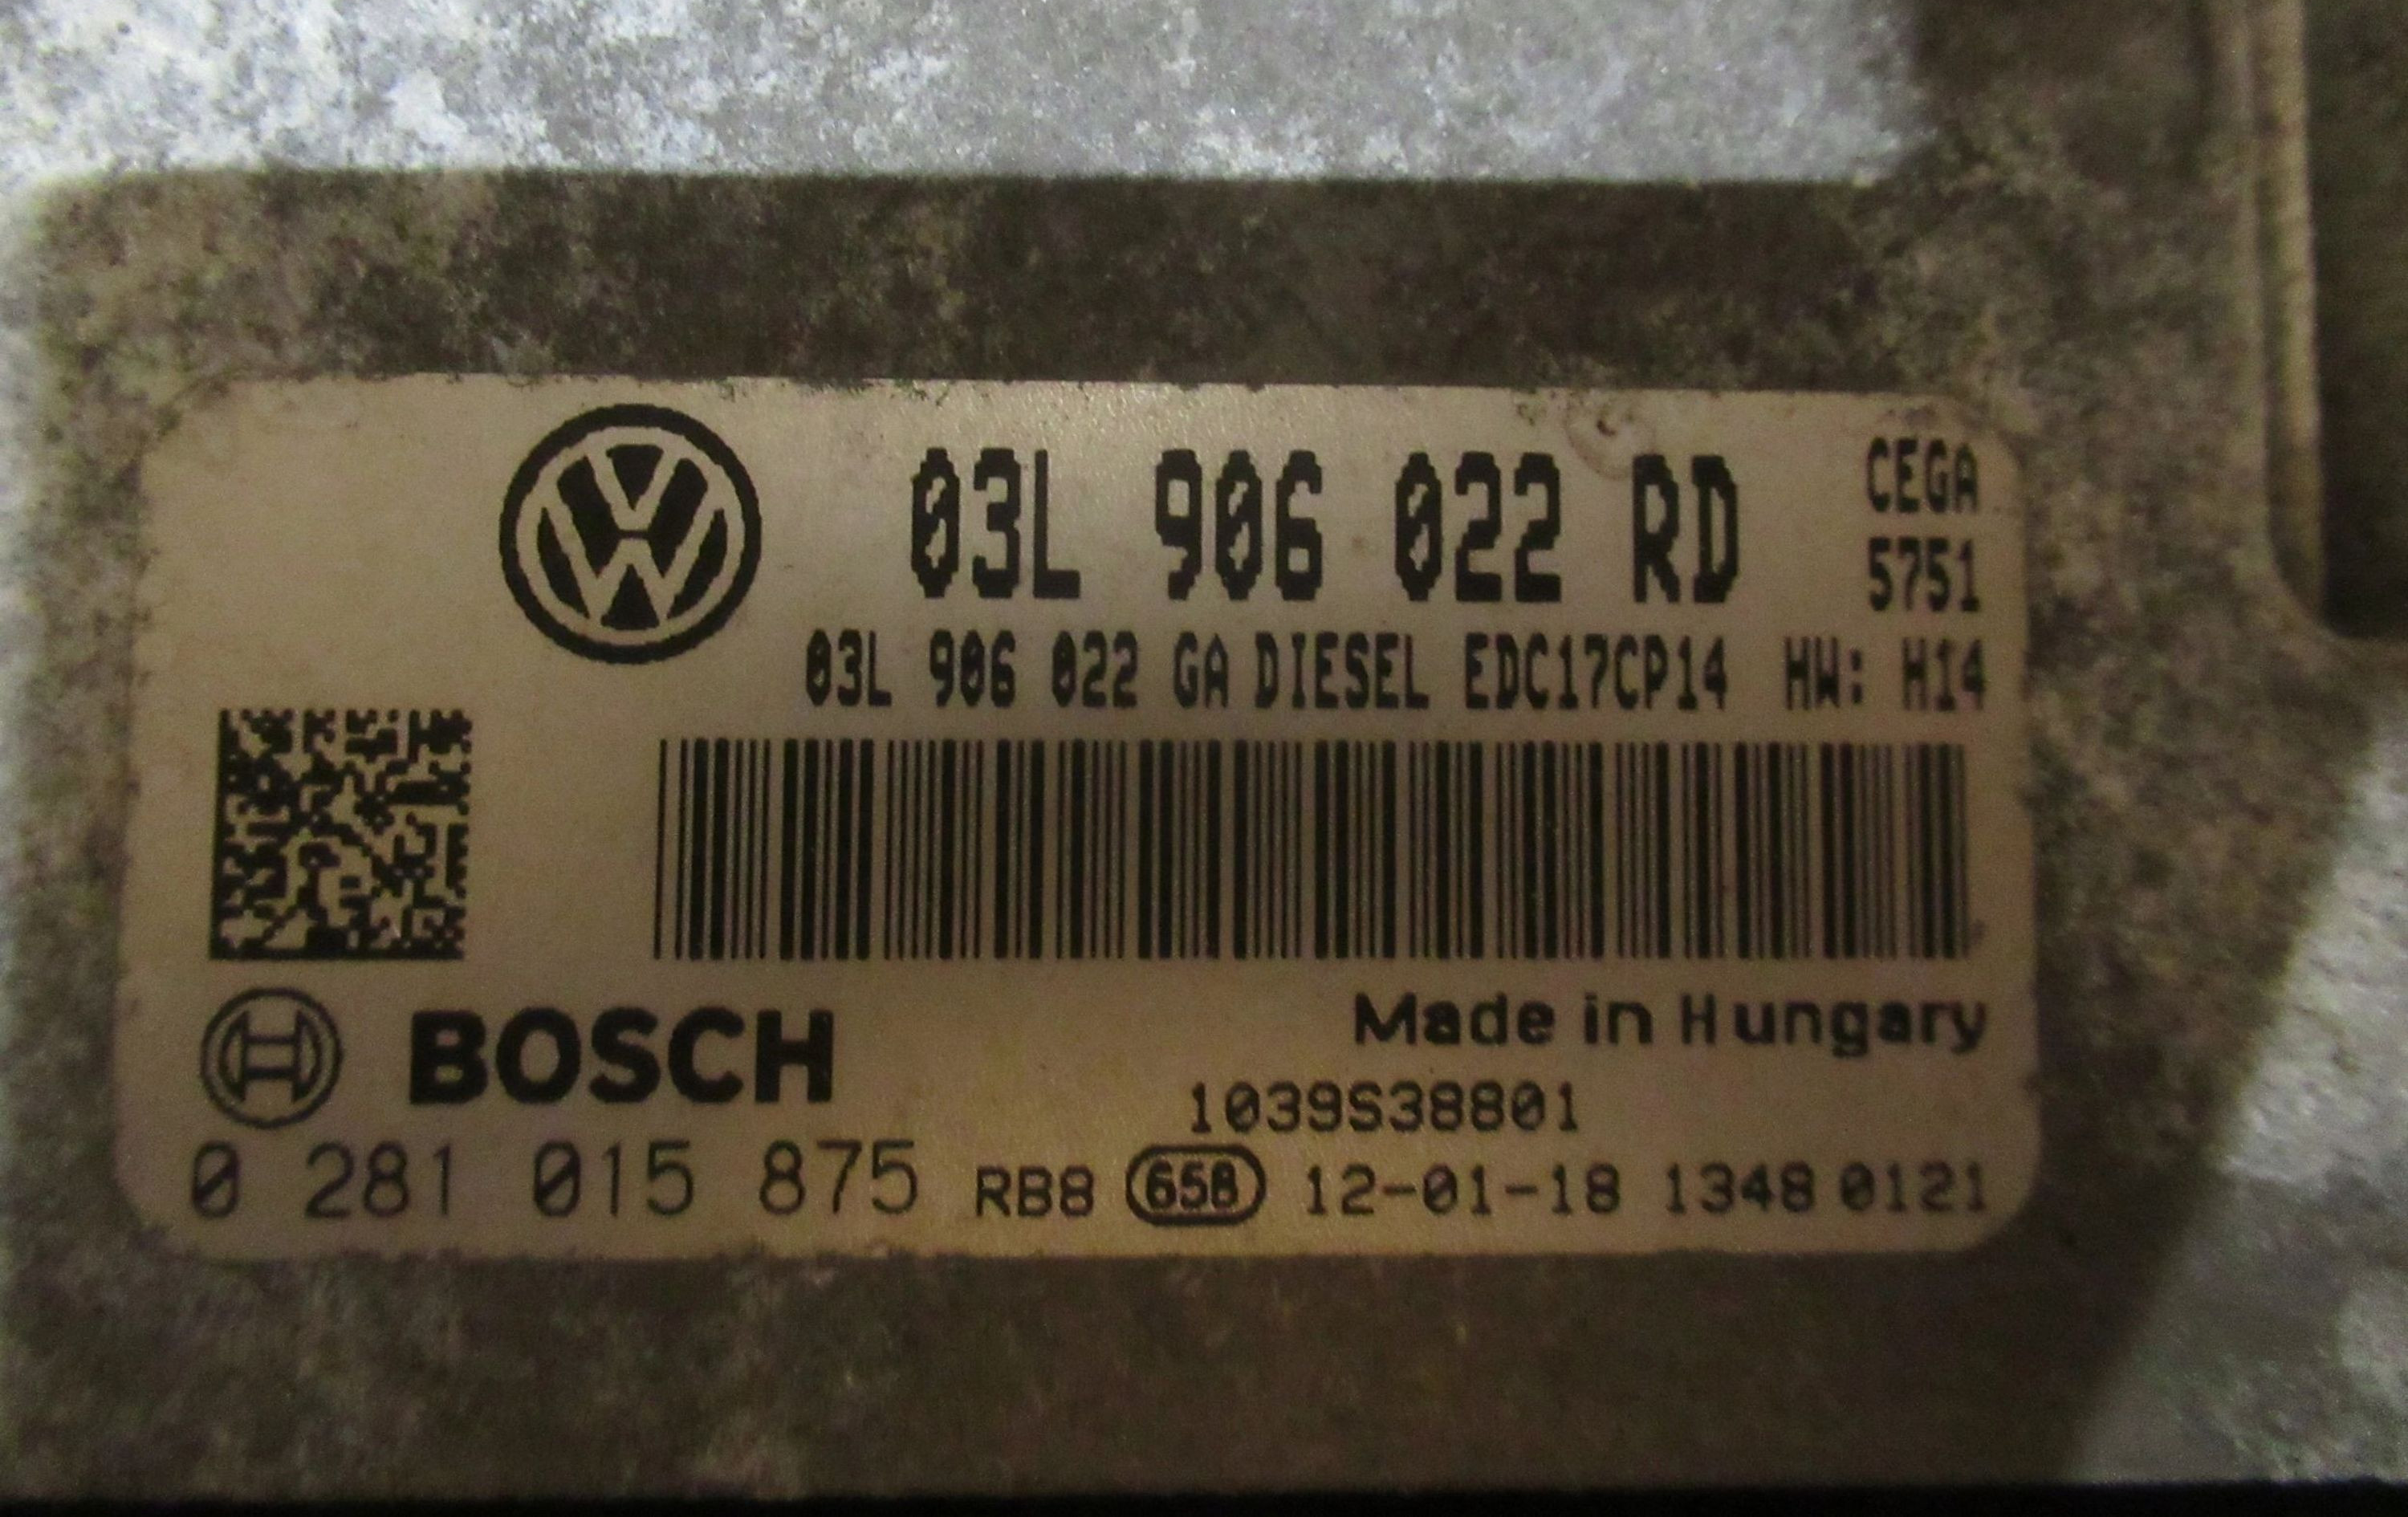 03L 906 022 RD
CEGA
5751
03L 906 022 GA DIESEL EDC17CP14 HW: H14
BOSCH
Made in Hungary
1039S38801
0 281 015 875 RB8 658 12-01-18 1348 0121